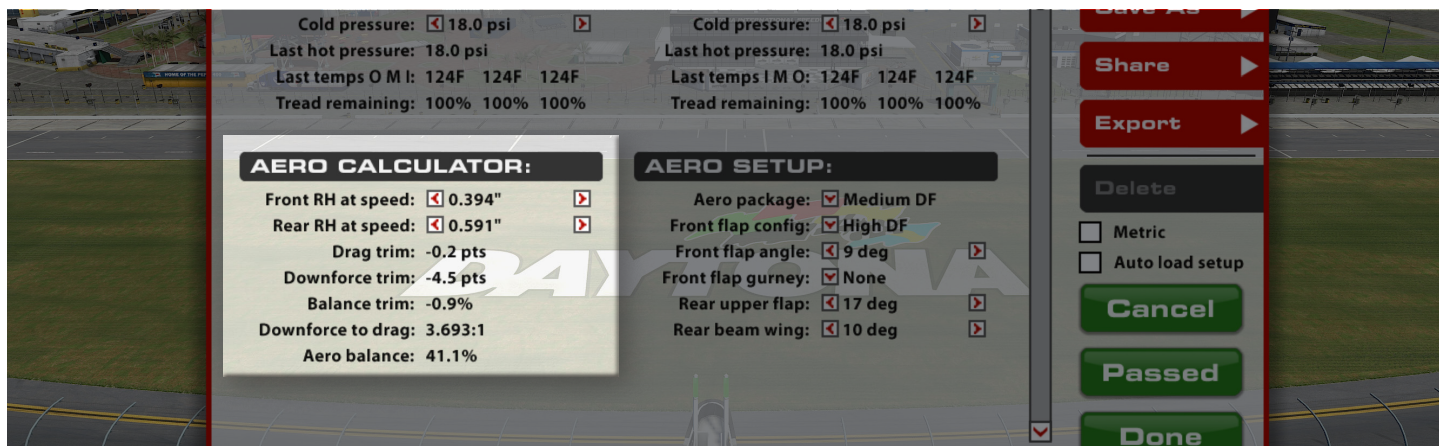 Cold pressure: 18.0 psi
Last hot pressure: 18.0 psi
Last temps O M I: 124F 124F 124F
Tread remaining: 100% 100% 100%
Cold pressure: 18.0 psi
Last hot pressure: 18.0 psi
Last temps I M O: 124F 124F 124F
Tread remaining: 100% 100% 100%
AERO CALCULATOR:
Front RH at speed: 0.394"
Rear RH at speed: 0.591"
Drag trim: -0.2 pts
Downforce trim: -4.5 pts
Balance trim: -0.9%
Downforce to drag: 3.693:1
Aero balance: 41.1%
AERO SETUP:
Aero package: Medium DF
Front flap config: High DF
Front flap angle: 9 deg
Front flap gurney: None
Rear upper flap: 17 deg
Rear beam wing: 10 deg
DAYTONA
Save As
Share
Export
Delete
Metric
Auto load setup
Cancel
Passed
Done